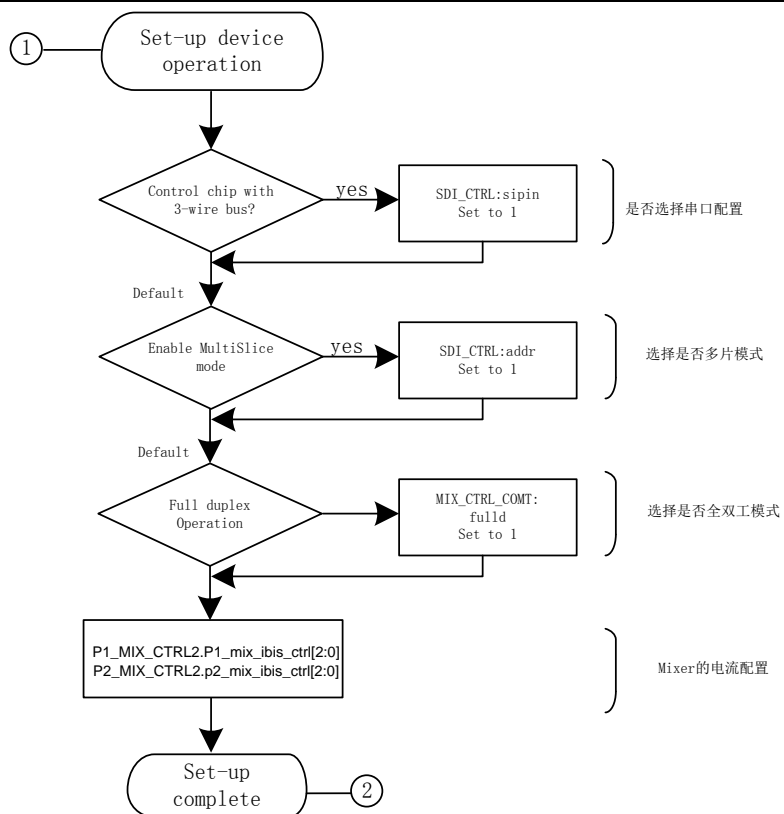 1
Set-up device
operation
Control chip with
3-wire bus?
yes
SDI_CTRL:sipin
Set to 1
是否选择串口配置
Default
Enable MultiSlice
mode
yes
SDI_CTRL:addr
Set to 1
选择是否多片模式
Default
Full duplex
Operation
MIX_CTRL_COMT:
fulld
Set to 1
选择是否全双工模式
P1_MIX_CTRL2.P1_mix_ibis_ctrl[2:0]
P2_MIX_CTRL2.p2_mix_ibis_ctrl[2:0]
Mixer的电流配置
Set-up
complete
2